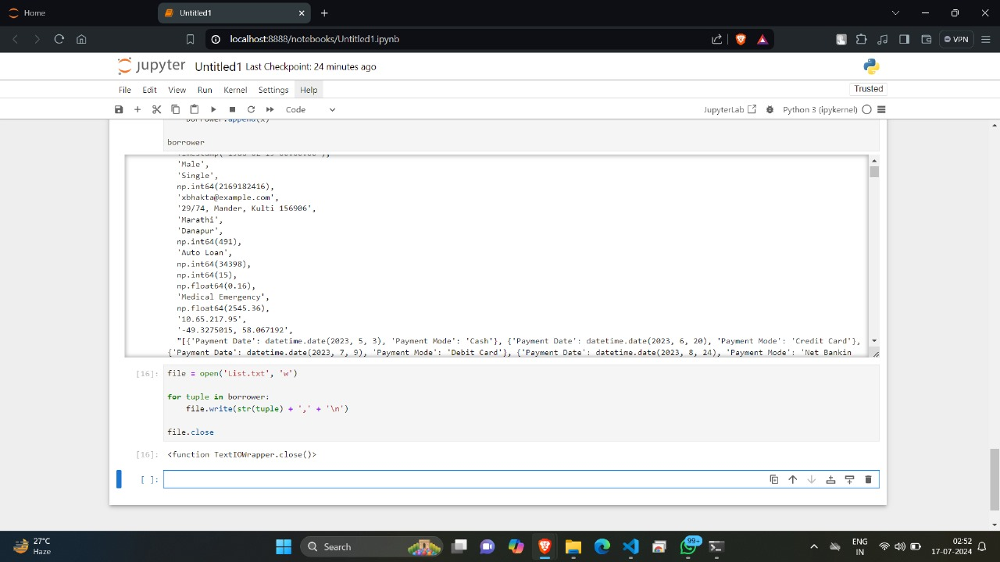 Home
Untitled1
localhost:8888/notebooks/Untitled1.ipynb
VPN
jupyter Untitled1 Last Checkpoint: 24 minutes ago
File Edit View Run Kernel Settings Help
Trusted
Code
JupyterLab
Python 3 (ipykernel)
borrower.append(x)
borrower
Timestamp('1988-02-15 00:00:00'),
'Male',
'Single',
np.int64(2169182416),
'xbhakta@example.com',
'29/74, Mander, Kulti 156906',
'Marathi',
'Danapur',
np.int64(491),
'Auto Loan',
np.int64(34398),
np.int64(15),
np.float64(0.16),
'Medical Emergency',
np.float64(2545.36),
'10.65.217.95',
'-49.3275015, 58.067192',
"[{'Payment Date': datetime.date(2023, 5, 3), 'Payment Mode': 'Cash'}, {'Payment Date': datetime.date(2023, 6, 20), 'Payment Mode': 'Credit Card'},
{'Payment Date': datetime.date(2023, 7, 9), 'Payment Mode': 'Debit Card'}, {'Payment Date': datetime.date(2023, 8, 24), 'Payment Mode': 'Net Bankin
[16]: file = open('List.txt', 'w')
for tuple in borrower:
file.write(str(tuple) + ',' + '\n')
file.close
[16]: <function TextIOWrapper.close()>
[ ]:
27°C
Haze
Search
99+
ENG
IN
02:52
17-07-2024